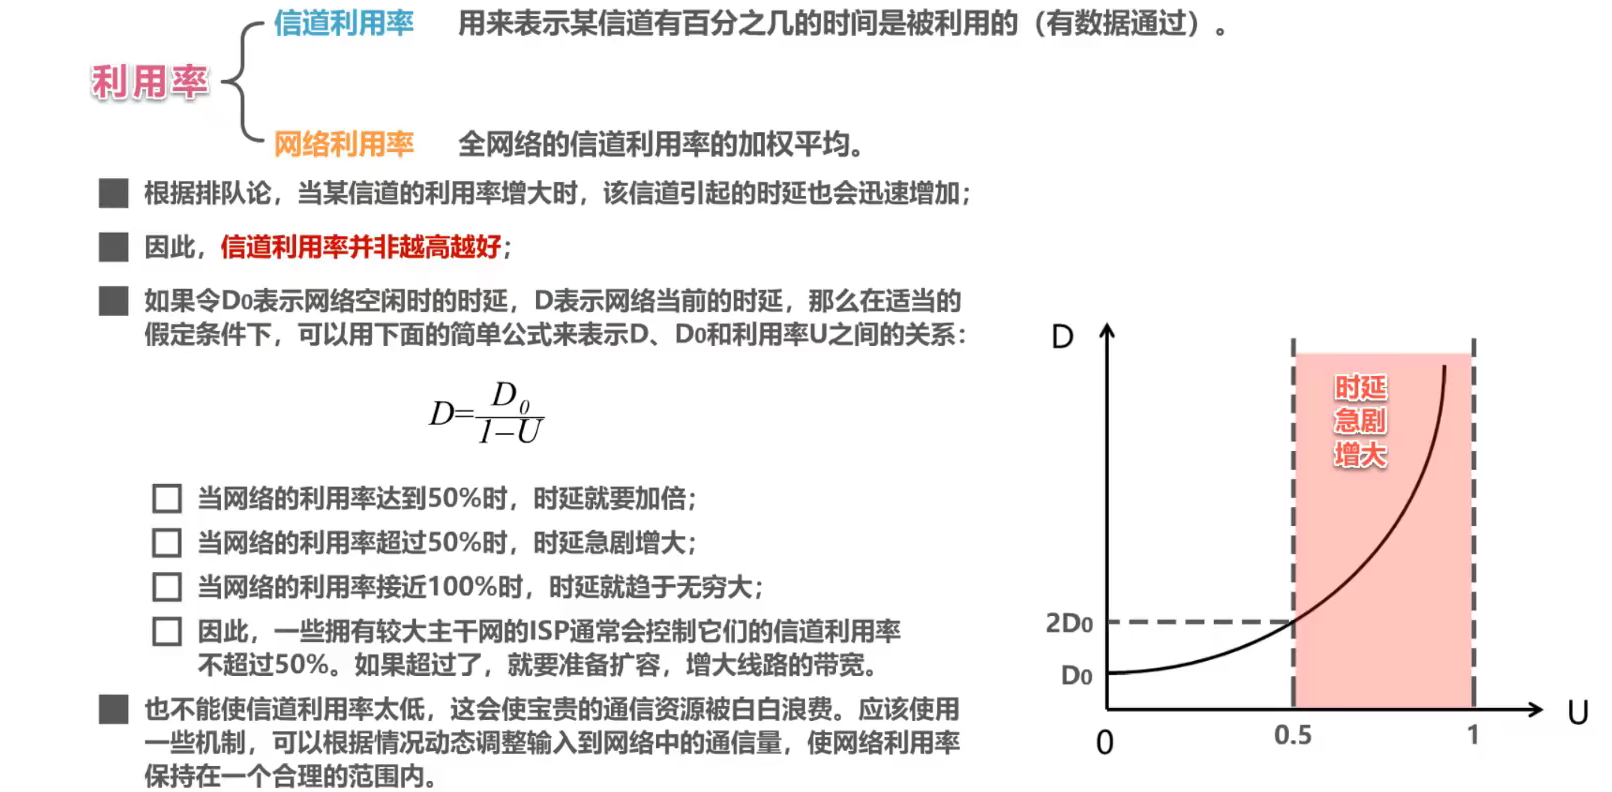 利用率
信道利用率 用来表示某信道有百分之几的时间是被利用的（有数据通过）。
网络利用率 全网络的信道利用率的加权平均。
根据排队论，当某信道的利用率增大时，该信道引起的时延也会迅速增加；
因此，信道利用率并非越高越好；
如果令D0表示网络空闲时的时延，D表示网络当前的时延，那么在适当的
假定条件下，可以用下面的简单公式来表示D、D0和利用率U之间的关系：
D=D0/1-U
当网络的利用率达到50%时，时延就要加倍；
当网络的利用率超过50%时，时延急剧增大；
当网络的利用率接近100%时，时延就趋于无穷大；
因此，一些拥有较大主干网的ISP通常会控制它们的信道利用率
不超过50%。如果超过了，就要准备扩容，增大线路的带宽。
也不能使信道利用率太低，这会使宝贵的通信资源被白白浪费。应该使用
一些机制，可以根据情况动态调整输入到网络中的通信量，使网络利用率
保持在一个合理的范围内。
D
时延
急剧
增大
2D0
D0
U
0
0.5
1